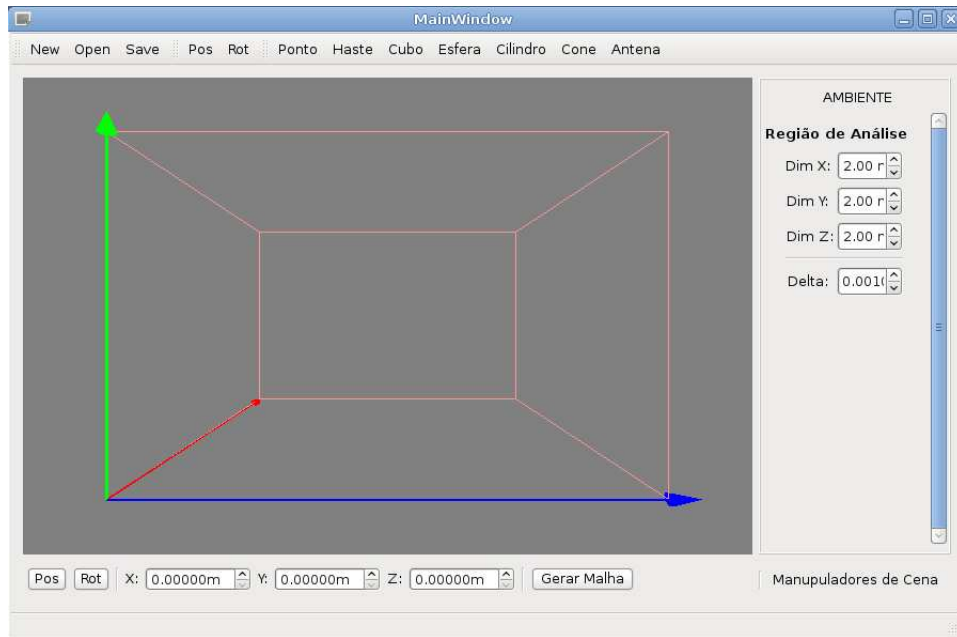 MainWindow
New Open Save Pos Rot Ponto Haste Cubo Esfera Cilindro Cone Antena
AMBIENTE
Região de Análise
Dim X: 2.00 r
Dim Y: 2.00 r
Dim Z: 2.00 r
Delta: 0.001(
Pos Rot X: 0.00000m Y: 0.00000m Z: 0.00000m Gerar Malha Manupuladores de Cena